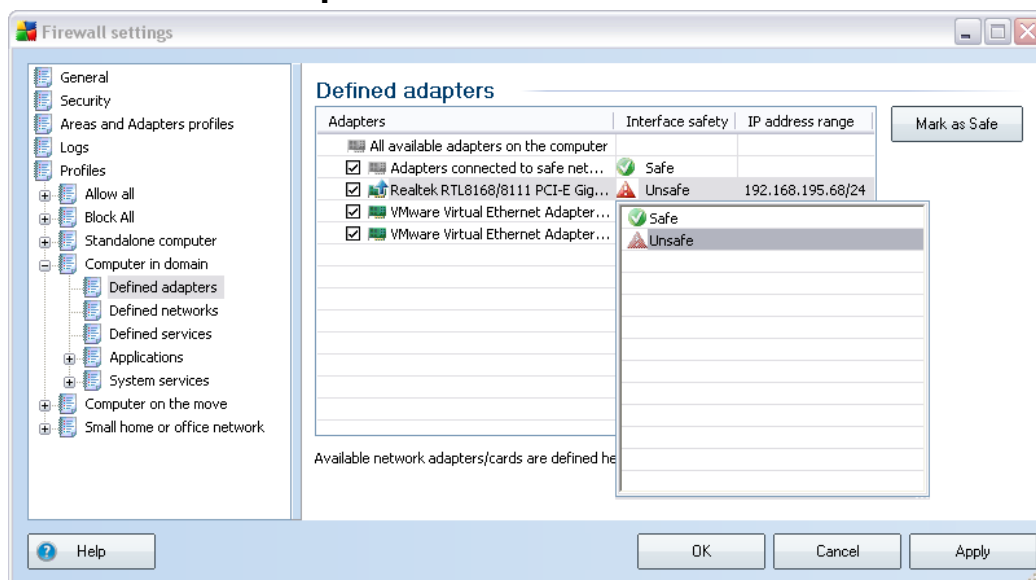 Firewall settings
General
Security
Areas and Adapters profiles
Logs
Profiles
Allow all
Block All
Standalone computer
Computer in domain
Defined adapters
Defined networks
Defined services
Applications
System services
Computer on the move
Small home or office network
Defined adapters
Adapters Interface safety IP address range
All available adapters on the computer
Adapters connected to safe net... Safe
Realtek RTL8168/8111 PCI-E Gig... Unsafe 192.168.195.68/24
VMware Virtual Ethernet Adapter...
VMware Virtual Ethernet Adapter...
Safe
Unsafe
Available network adapters/cards are defined he
Mark as Safe
Help
OK
Cancel
Apply